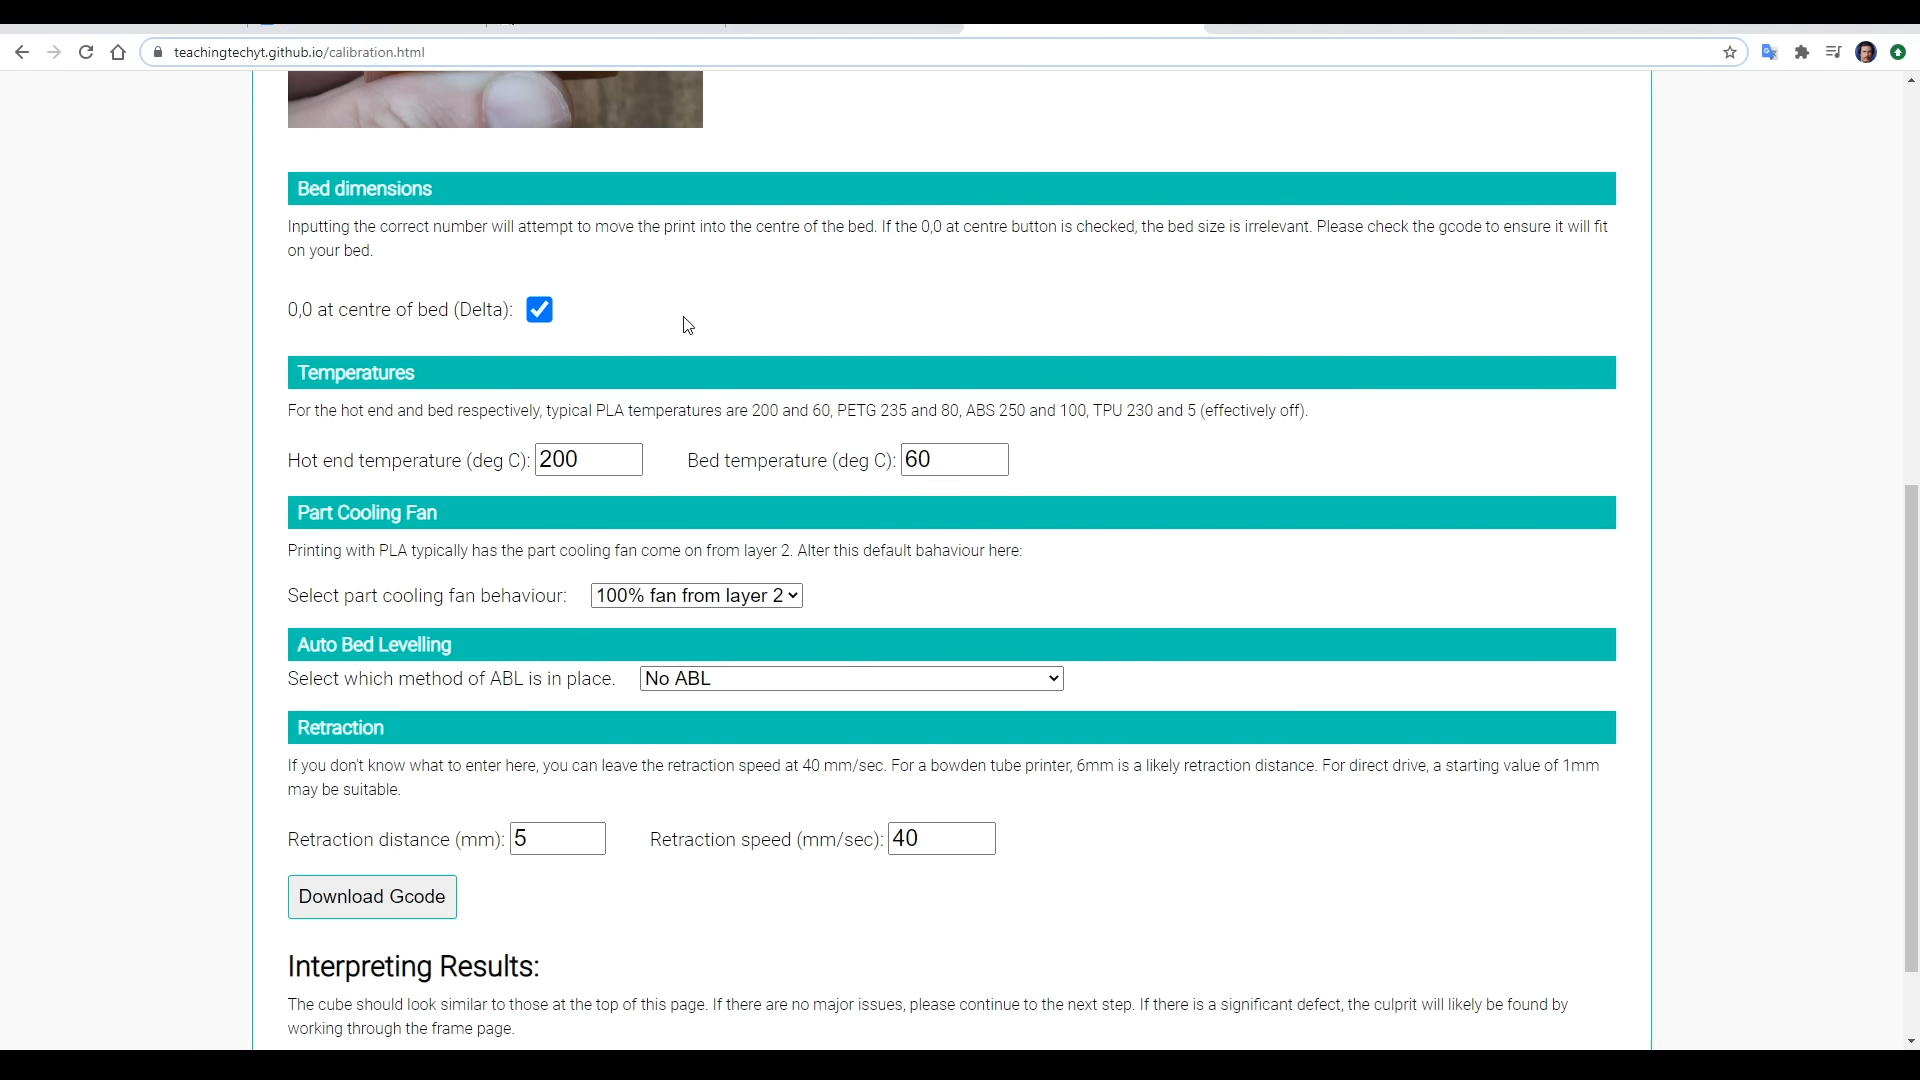 teachingtechyt.github.io/calibration.html
Bed dimensions
Inputting the correct number will attempt to move the print into the centre of the bed. If the 0,0 at centre button is checked, the bed size is irrelevant. Please check the gcode to ensure it will fit
on your bed.
0,0 at centre of bed (Delta):
Temperatures
For the hot end and bed respectively, typical PLA temperatures are 200 and 60, PETG 235 and 80, ABS 250 and 100, TPU 230 and 5 (effectively off).
Hot end temperature (deg C): 200 Bed temperature (deg C): 60
Part Cooling Fan
Printing with PLA typically has the part cooling fan come on from layer 2. Alter this default bahaviour here:
Select part cooling fan behaviour: 100% fan from layer 2
Auto Bed Levelling
Select which method of ABL is in place. No ABL
Retraction
If you don't know what to enter here, you can leave the retraction speed at 40 mm/sec. For a bowden tube printer, 6mm is a likely retraction distance. For direct drive, a starting value of 1mm
may be suitable.
Retraction distance (mm): 5 Retraction speed (mm/sec): 40
Download Gcode
Interpreting Results:
The cube should look similar to those at the top of this page. If there are no major issues, please continue to the next step. If there is a significant defect, the culprit will likely be found by
working through the frame page.